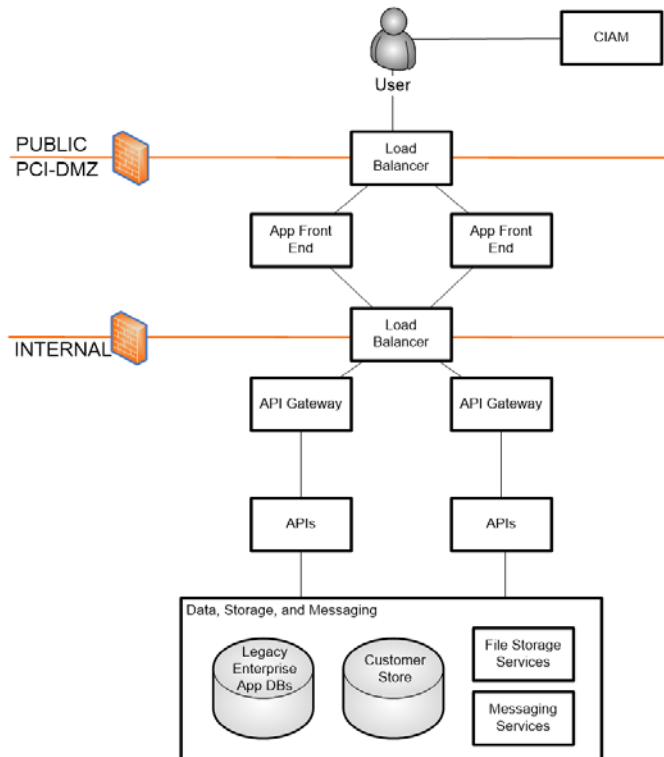 CIAM
User
PUBLIC
PCI-DMZ
Load
Balancer
App Front
End
App Front
End
INTERNAL
Load
Balancer
API Gateway
API Gateway
APIs
APIs
Data, Storage, and Messaging
Legacy
Enterprise
App DBs
Customer
Store
File Storage
Services
Messaging
Services